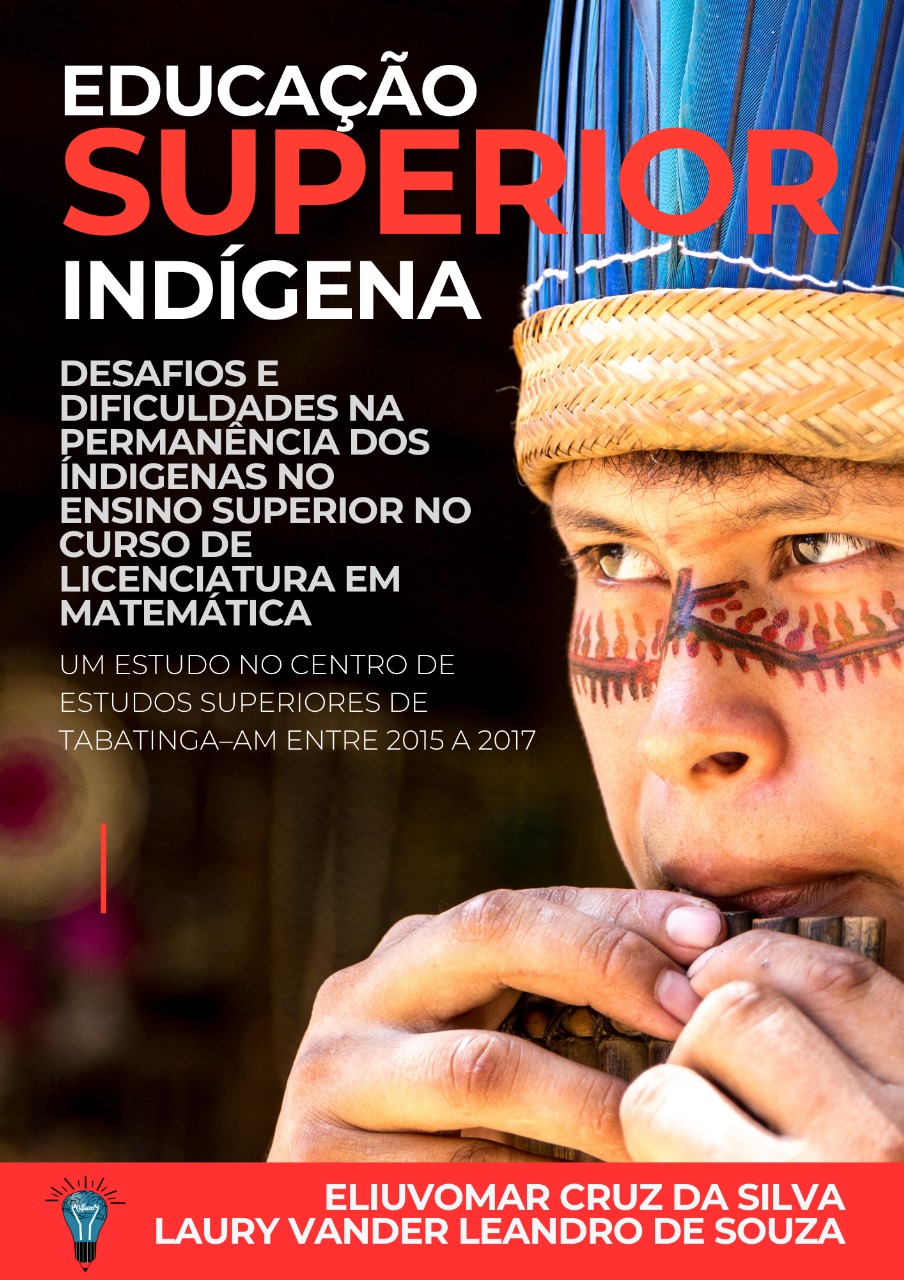 EDUCAÇÃO
SUPERIOR
INDÍGENA
DESAFIOS E
DIFICULDADES NA
PERMANÊNCIA DOS
ÍNDIGENAS NO
ENSINO SUPERIOR NO
CURSO DE
LICENCIATURA EM
MATEMÁTICA
UM ESTUDO NO CENTRO DE
ESTUDOS SUPERIORES DE
TABATINGA–AM ENTRE 2015 A 2017
ELIUVOMAR CRUZ DA SILVA
LAURY VANDER LEANDRO DE SOUZA